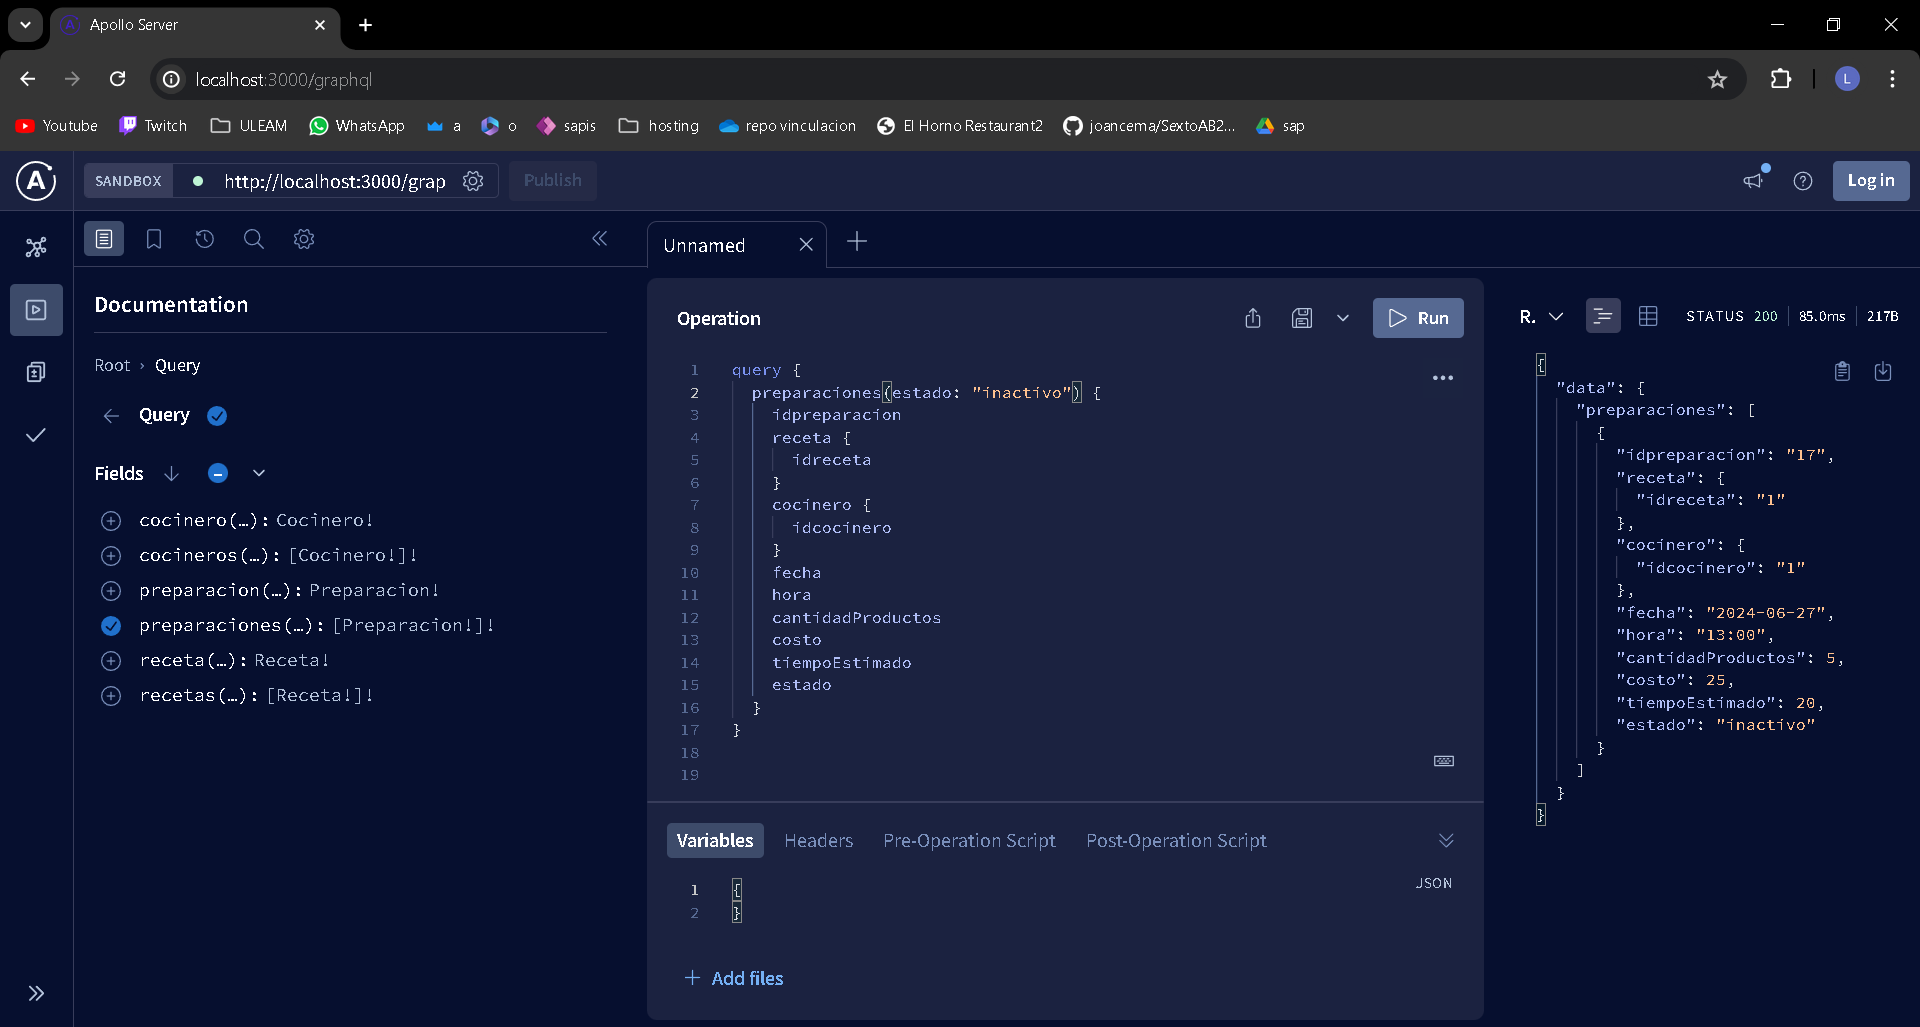 Apollo Server
localhost:3000/graphql
Youtube
Twitch
ULEAM
WhatsApp
a
o
sapis
hosting
repo vinculacion
El Horno Restaurant2
joancema/SextoAB2...
sap
SANDBOX
http://localhost:3000/grap
Publish
Log in
Documentation
Root › Query
Query
Fields
cocinero(…): Cocinero!
cocineros(…): [Cocinero!]!
preparacion(…): Preparacion!
preparaciones(…): [Preparacion!]!
receta(…): Receta!
recetas(…): [Receta!]!
Unnamed
Operation
Run
1 query {
2 preparaciones(estado: "inactivo") {
3 idpreparacion
4 receta {
5 idreceta
6 }
7 cocinero {
8 idcocinero
9 }
10 fecha
11 hora
12 cantidadProductos
13 costo
14 tiempoEstimado
15 estado
16 }
17 }
18
19
Variables
Headers
Pre-Operation Script
Post-Operation Script
JSON
1 {
2 }
Add files
R.
STATUS 200
85.0ms
217B
{
"data": {
"preparaciones": [
{
"idpreparacion": "17",
"receta": {
"idreceta": "1"
},
"cocinero": {
"idcocinero": "1"
},
"fecha": "2024-06-27",
"hora": "13:00",
"cantidadProductos": 5,
"costo": 25,
"tiempoEstimado": 20,
"estado": "inactivo"
}
]
}
}
L